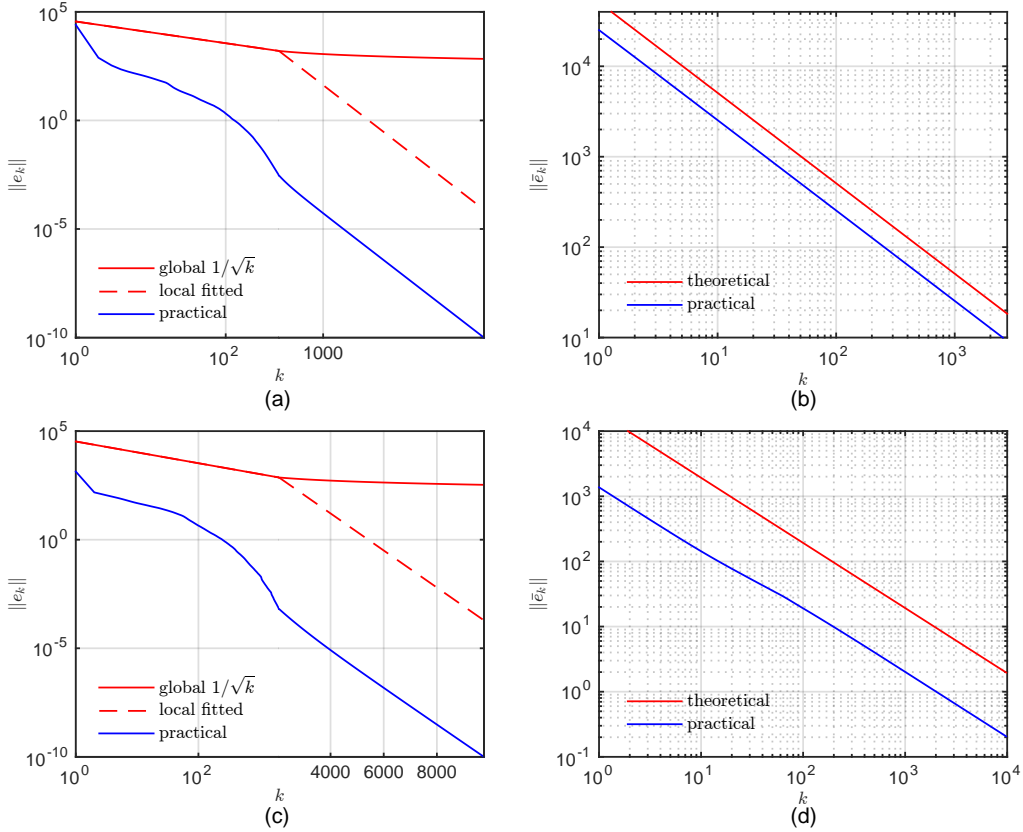 10^5
10^0
10^-5
10^-10
‖e_k‖
global 1/√k
local fitted
practical
10^0
10^2
1000
k
(a)
10^4
10^3
10^2
10^1
‖ē_k‖
theoretical
practical
10^0
10^1
10^2
10^3
k
(b)
10^5
10^0
10^-5
10^-10
‖e_k‖
global 1/√k
local fitted
practical
10^0
10^2
4000
6000
8000
k
(c)
10^4
10^3
10^2
10^1
10^0
10^-1
‖ē_k‖
theoretical
practical
10^0
10^1
10^2
10^3
10^4
k
(d)